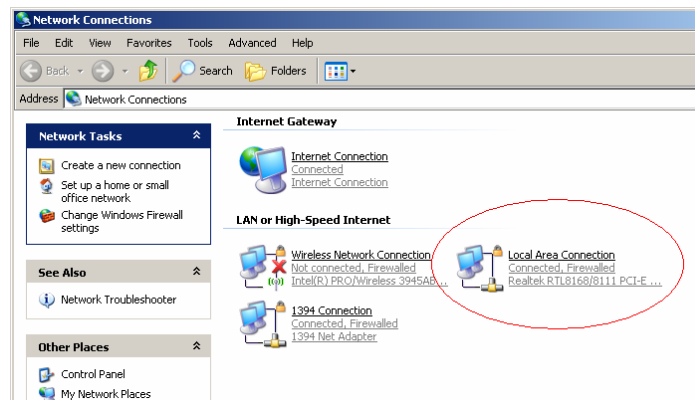 Network Connections
File Edit View Favorites Tools Advanced Help
Back Search Folders
Address Network Connections
Network Tasks
Create a new connection
Set up a home or small
office network
Change Windows Firewall
settings
See Also
Network Troubleshooter
Other Places
Control Panel
My Network Places
Internet Gateway
Internet Connection
Connected
Internet Connection
LAN or High-Speed Internet
Wireless Network Connection
Not connected, Firewalled
Intel(R) PRO/Wireless 3945AB...
Local Area Connection
Connected, Firewalled
Realtek RTL8168/8111 PCI-E ...
1394 Connection
Connected, Firewalled
1394 Net Adapter